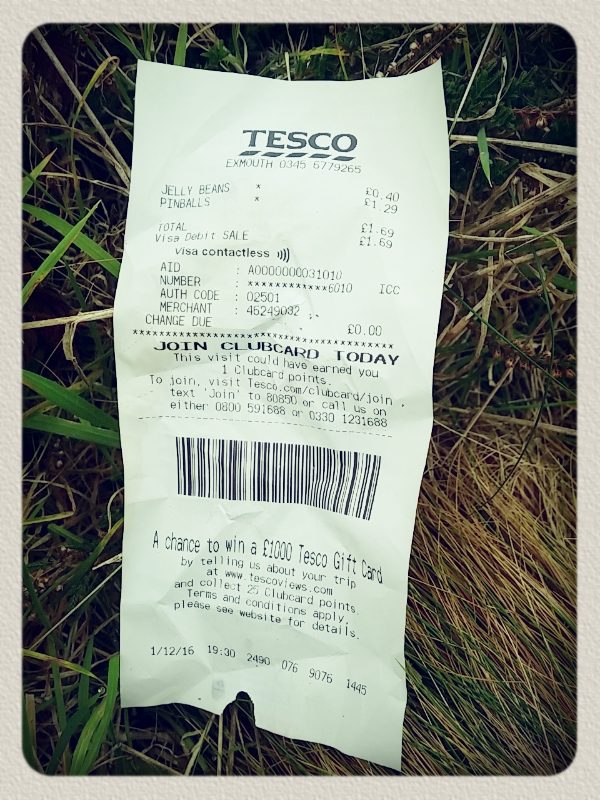 TESCO
EXMOUTH 0345 6779265
JELLY BEANS * £0.40
PINBALLS * £1.29
TOTAL £1.69
Visa Debit SALE £1.69
visa contactless
AID : A0000000031010
NUMBER : ************6010 ICC
AUTH CODE : 02501
MERCHANT : 46249032
CHANGE DUE £0.00
****************************************
JOIN CLUBCARD TODAY
This visit could have earned you
1 Clubcard points.
To join, visit Tesco.com/clubcard/join,
text 'Join' to 80850 or call us on
either 0800 591688 or 0330 1231688
----------------------------------------
A chance to win a £1000 Tesco Gift Card
by telling us about your trip
at www.tescoviews.com
and collect 25 Clubcard points
Terms and conditions apply,
please see website for details.
1/12/16 19:30 2490 076 9076 1445